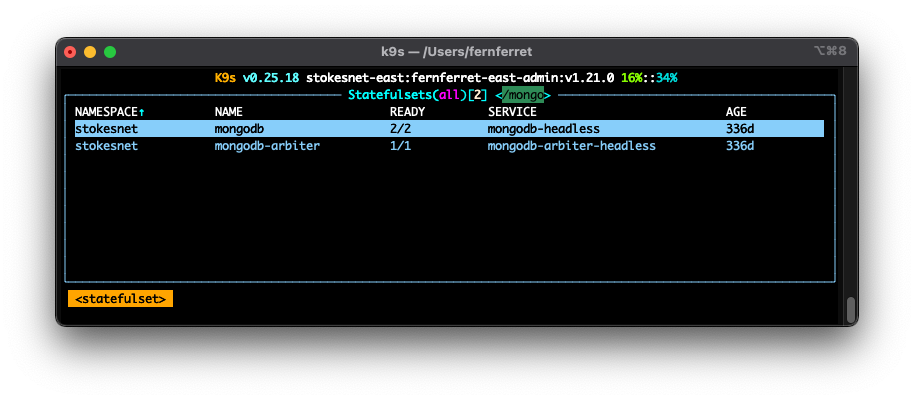 k9s — /Users/fernferret
⌥⌘8
K9s v0.25.18 stokesnet-east:fernferret-east-admin:v1.21.0 16%::34%
Statefulsets(all)[2] </mongo>
NAMESPACE↑ NAME READY SERVICE AGE
stokesnet mongodb 2/2 mongodb-headless 336d
stokesnet mongodb-arbiter 1/1 mongodb-arbiter-headless 336d
<statefulset>